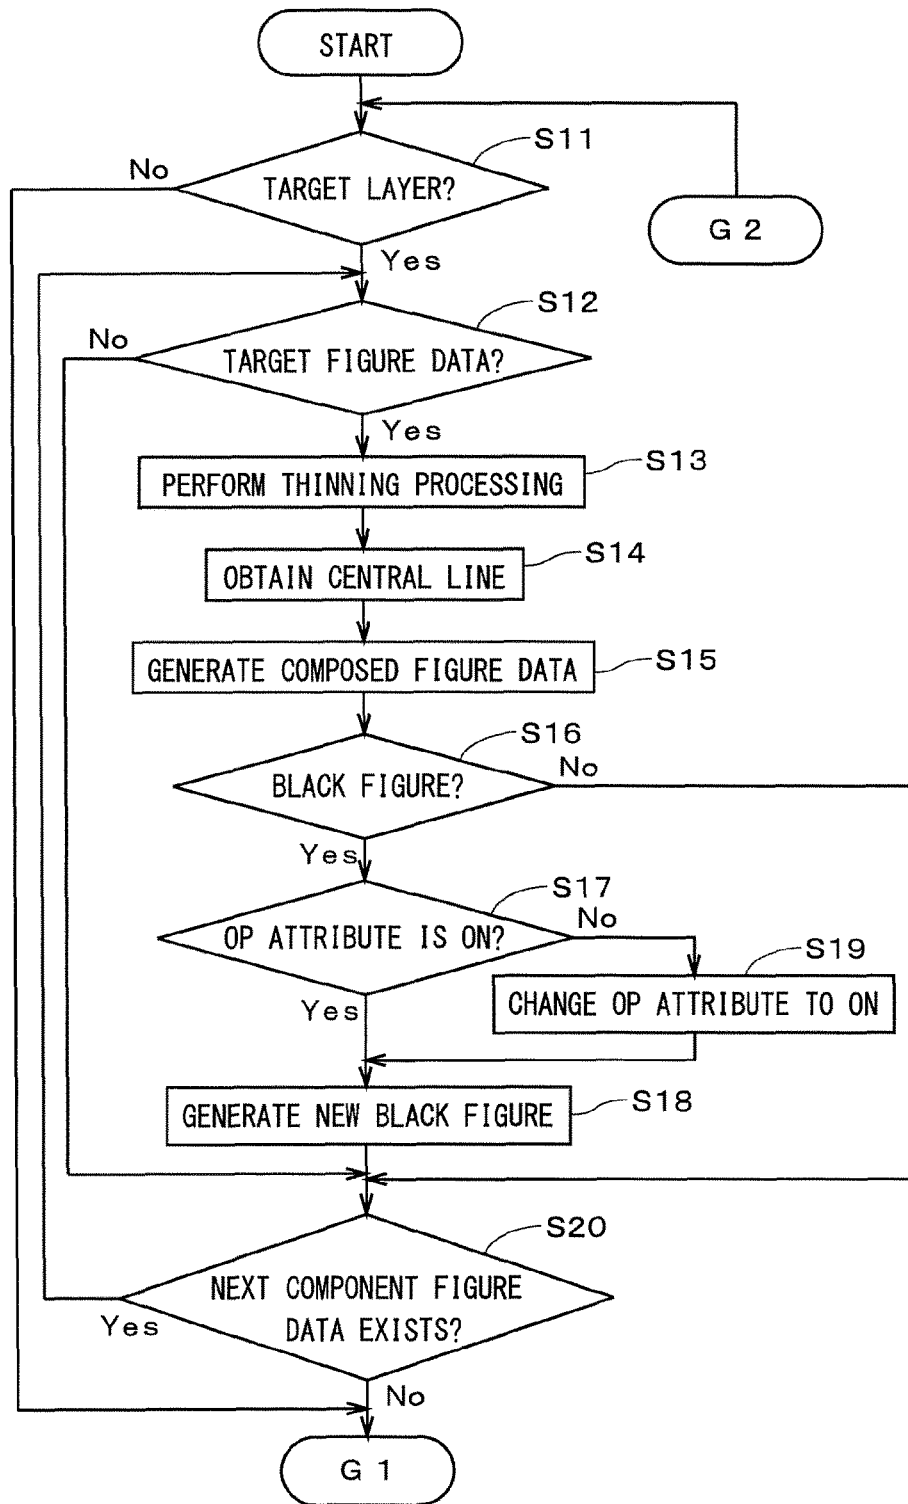 START
S11
No
TARGET LAYER?
G 2
Yes
S12
No
TARGET FIGURE DATA?
Yes
S13
PERFORM THINNING PROCESSING
S14
OBTAIN CENTRAL LINE
S15
GENERATE COMPOSED FIGURE DATA
S16
No
BLACK FIGURE?
Yes
S17
No
OP ATTRIBUTE IS ON?
S19
CHANGE OP ATTRIBUTE TO ON
Yes
S18
GENERATE NEW BLACK FIGURE
S20
NEXT COMPONENT FIGURE
DATA EXISTS?
Yes
No
G 1